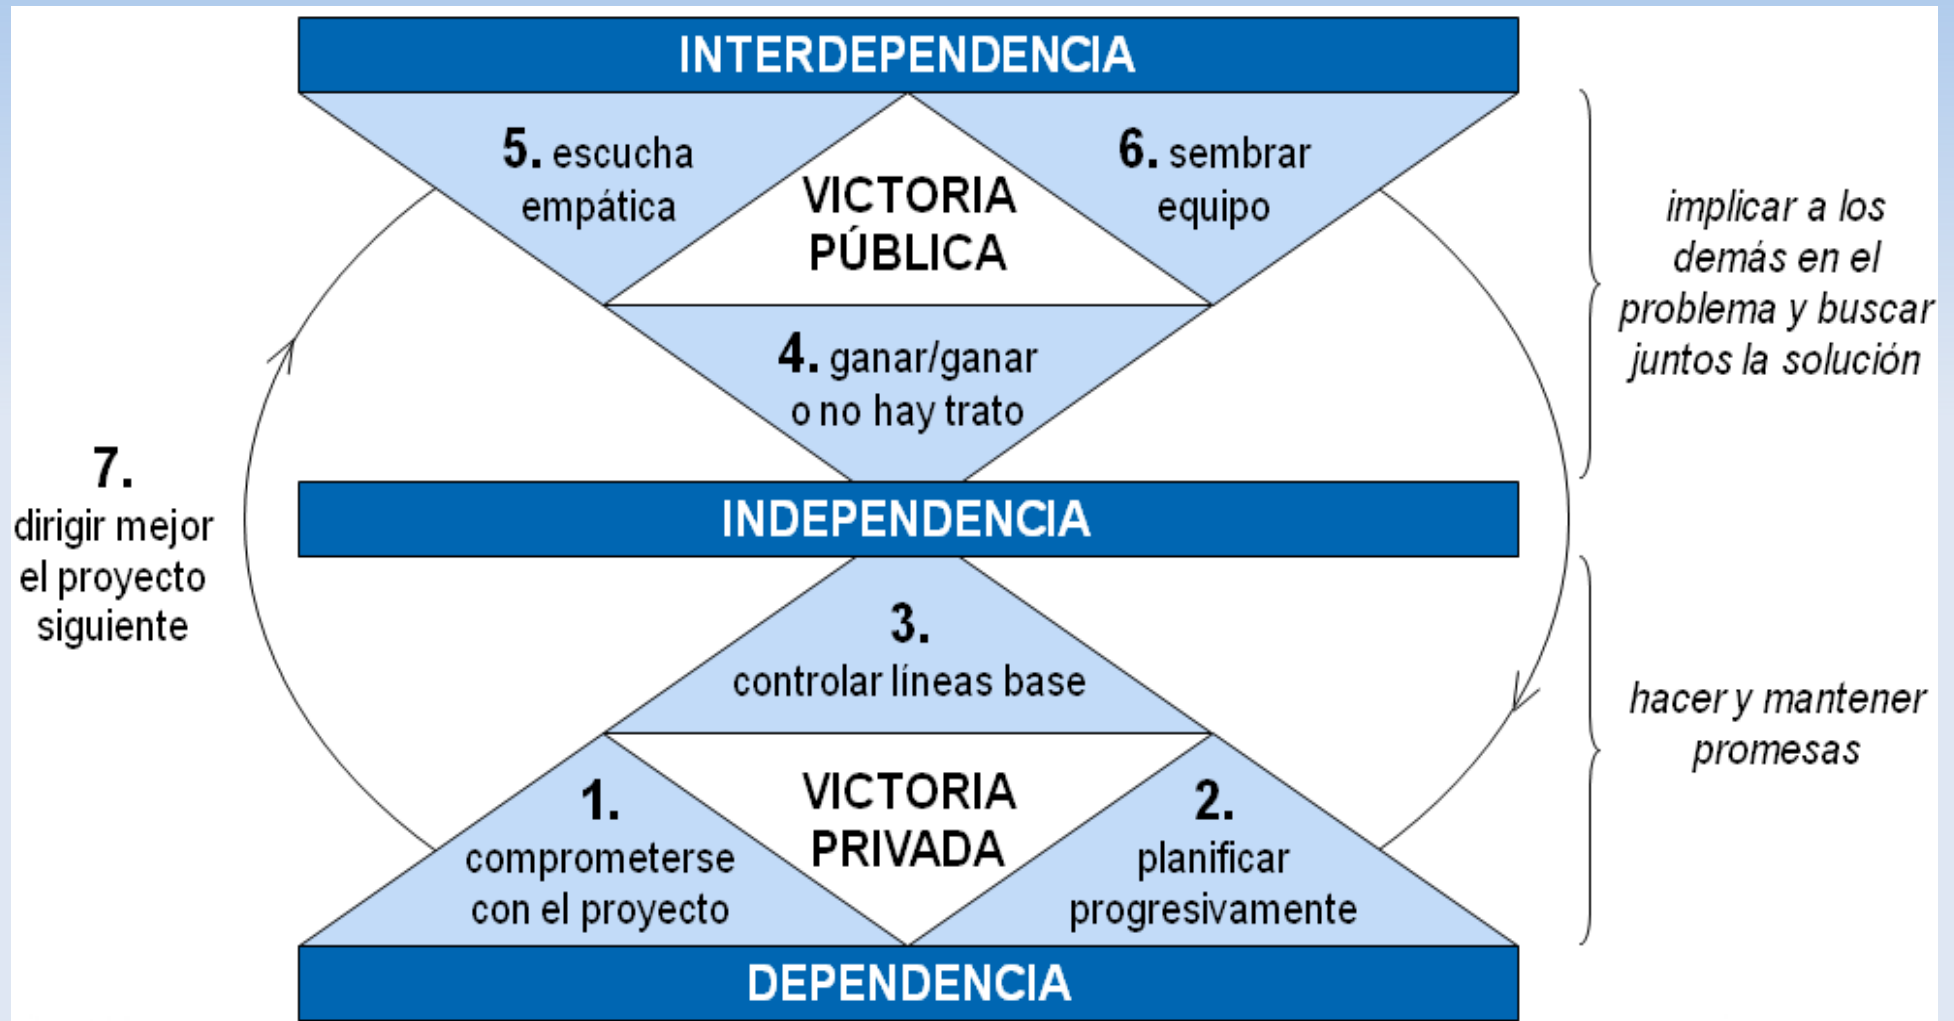 INTERDEPENDENCIA
5. escucha
empática
VICTORIA
PÚBLICA
6. sembrar
equipo
4. ganar/ganar
o no hay trato
implicar a los
demás en el
problema y buscar
juntos la solución
INDEPENDENCIA
7.
dirigir mejor
el proyecto
siguiente
3.
controlar líneas base
1.
comprometerse
con el proyecto
VICTORIA
PRIVADA
2.
planificar
progresivamente
hacer y mantener
promesas
DEPENDENCIA